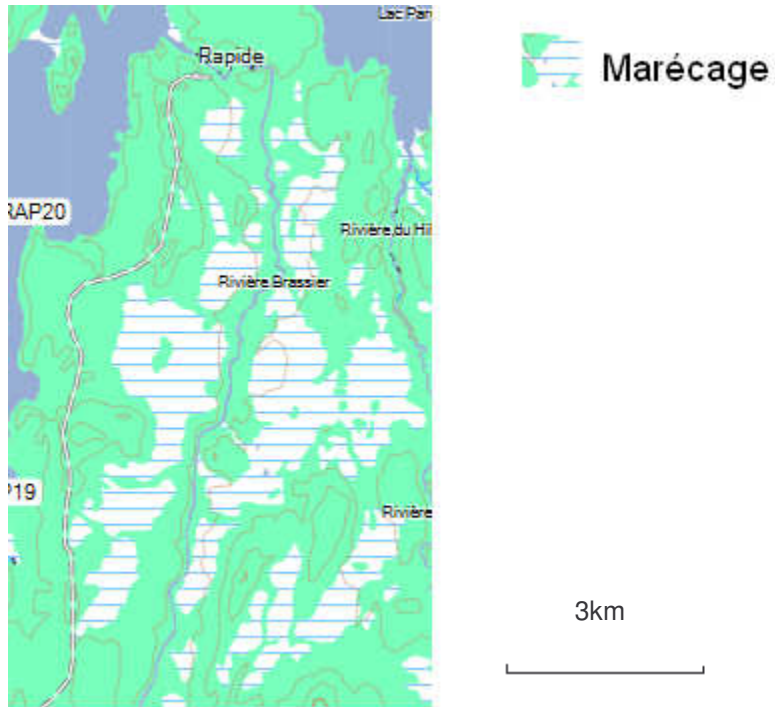 Lac Par
Rapide
Marécage
RAP20
Rivière du Hi
Rivière Brassier
P19
Rivière
3km